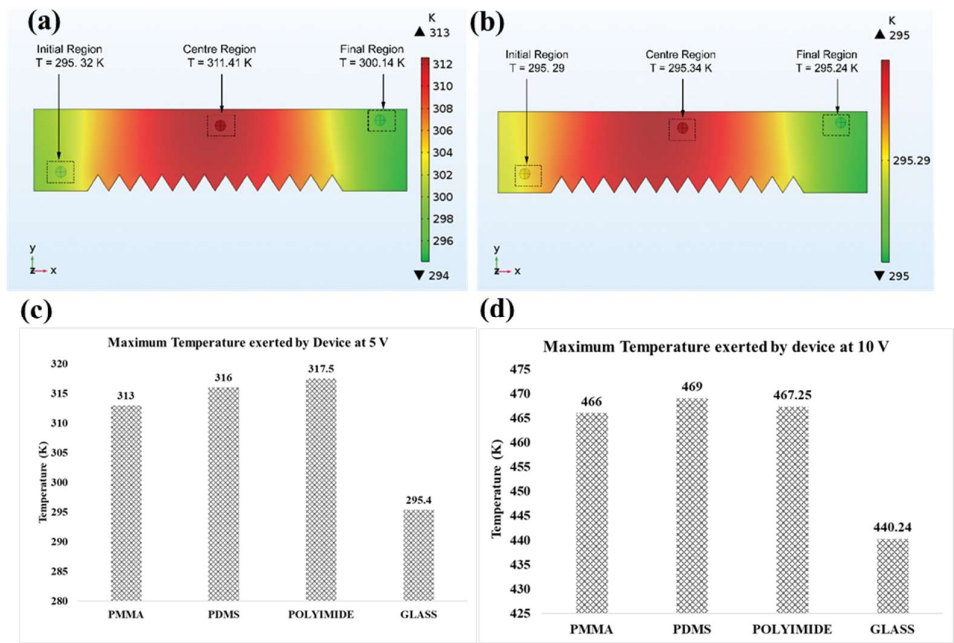 (a)
K
▲ 313
Initial Region
T = 295. 32 K
Centre Region
T = 311.41 K
Final Region
T = 300.14 K
312
310
308
306
304
302
300
298
296
▼ 294
y
z
x
(b)
K
▲ 295
Initial Region
T = 295.29
Centre Region
T = 295.34 K
Final Region
T = 295.24 K
295.29
▼ 295
y
z
x
(c)
Maximum Temperature exerted by Device at 5 V
Temperature (K)
320
315
310
305
300
295
290
285
280
313
316
317.5
295.4
PMMA
PDMS
POLYIMIDE
GLASS
(d)
Maximum Temperature exerted by device at 10 V
Temperature (K)
475
470
465
460
455
450
445
440
435
430
425
466
469
467.25
440.24
PMMA
PDMS
POLYIMIDE
GLASS